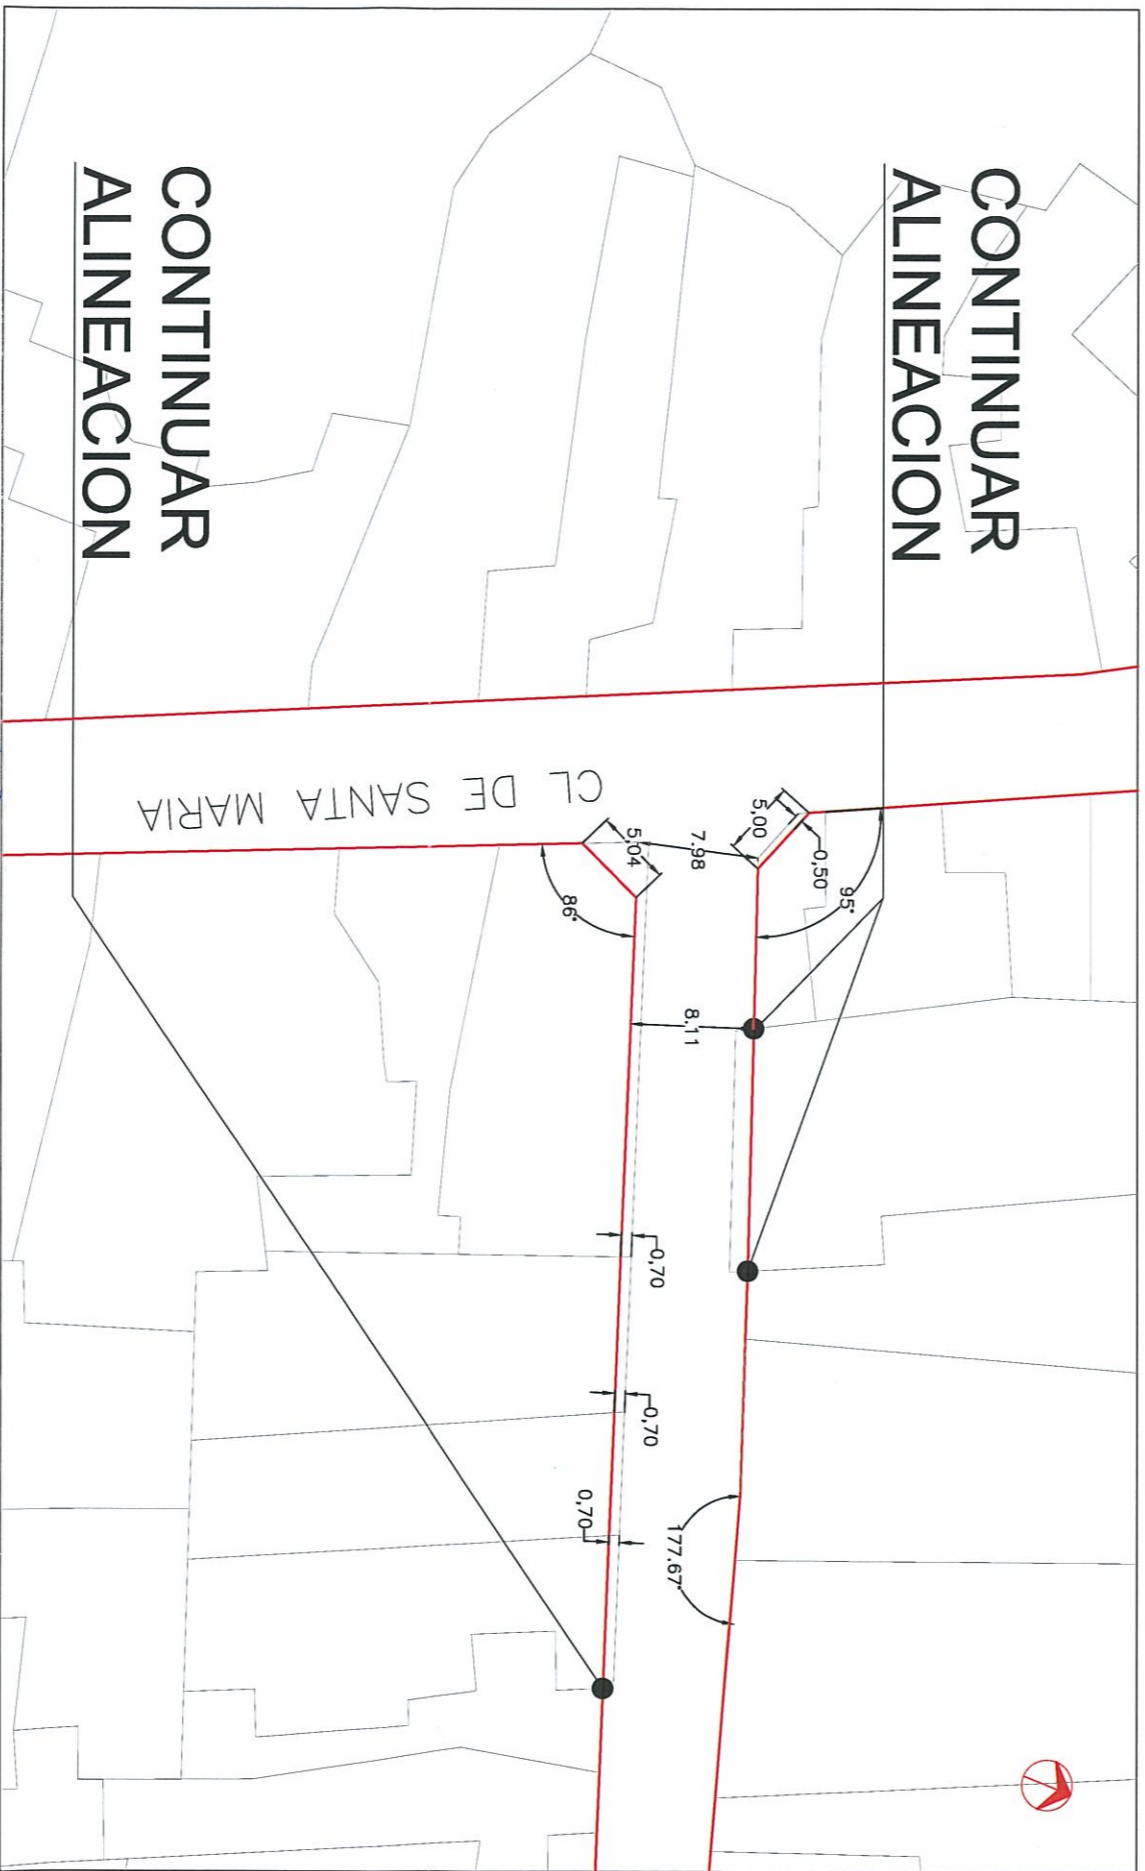 CONTINUAR
ALINEACION
CONTINUAR
ALINEACION
CL DE SANTA MARIA
5,00
0,50
95°
7.98
5,04
86°
8,11
0,70
0,70
0,70
177.67°